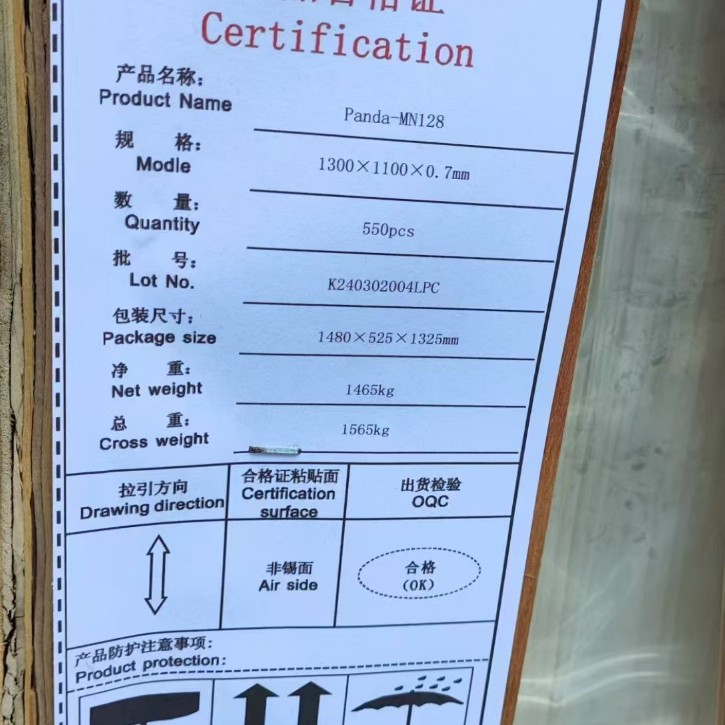 合格证
Certification
产品名称:
Product Name
Panda-MN128
规 格:
Modle
1300×1100×0.7mm
数 量:
Quantity
550pcs
批 号:
Lot No.
K240302004LPC
包装尺寸:
Package size
1480×525×1325mm
净 重:
Net weight
1465kg
总 重:
Cross weight
1565kg
拉引方向
Drawing direction
合格证粘贴面
Certification
surface
出货检验
OQC
非锡面
Air side
合格
(OK)
产品防护注意事项:
Product protection: